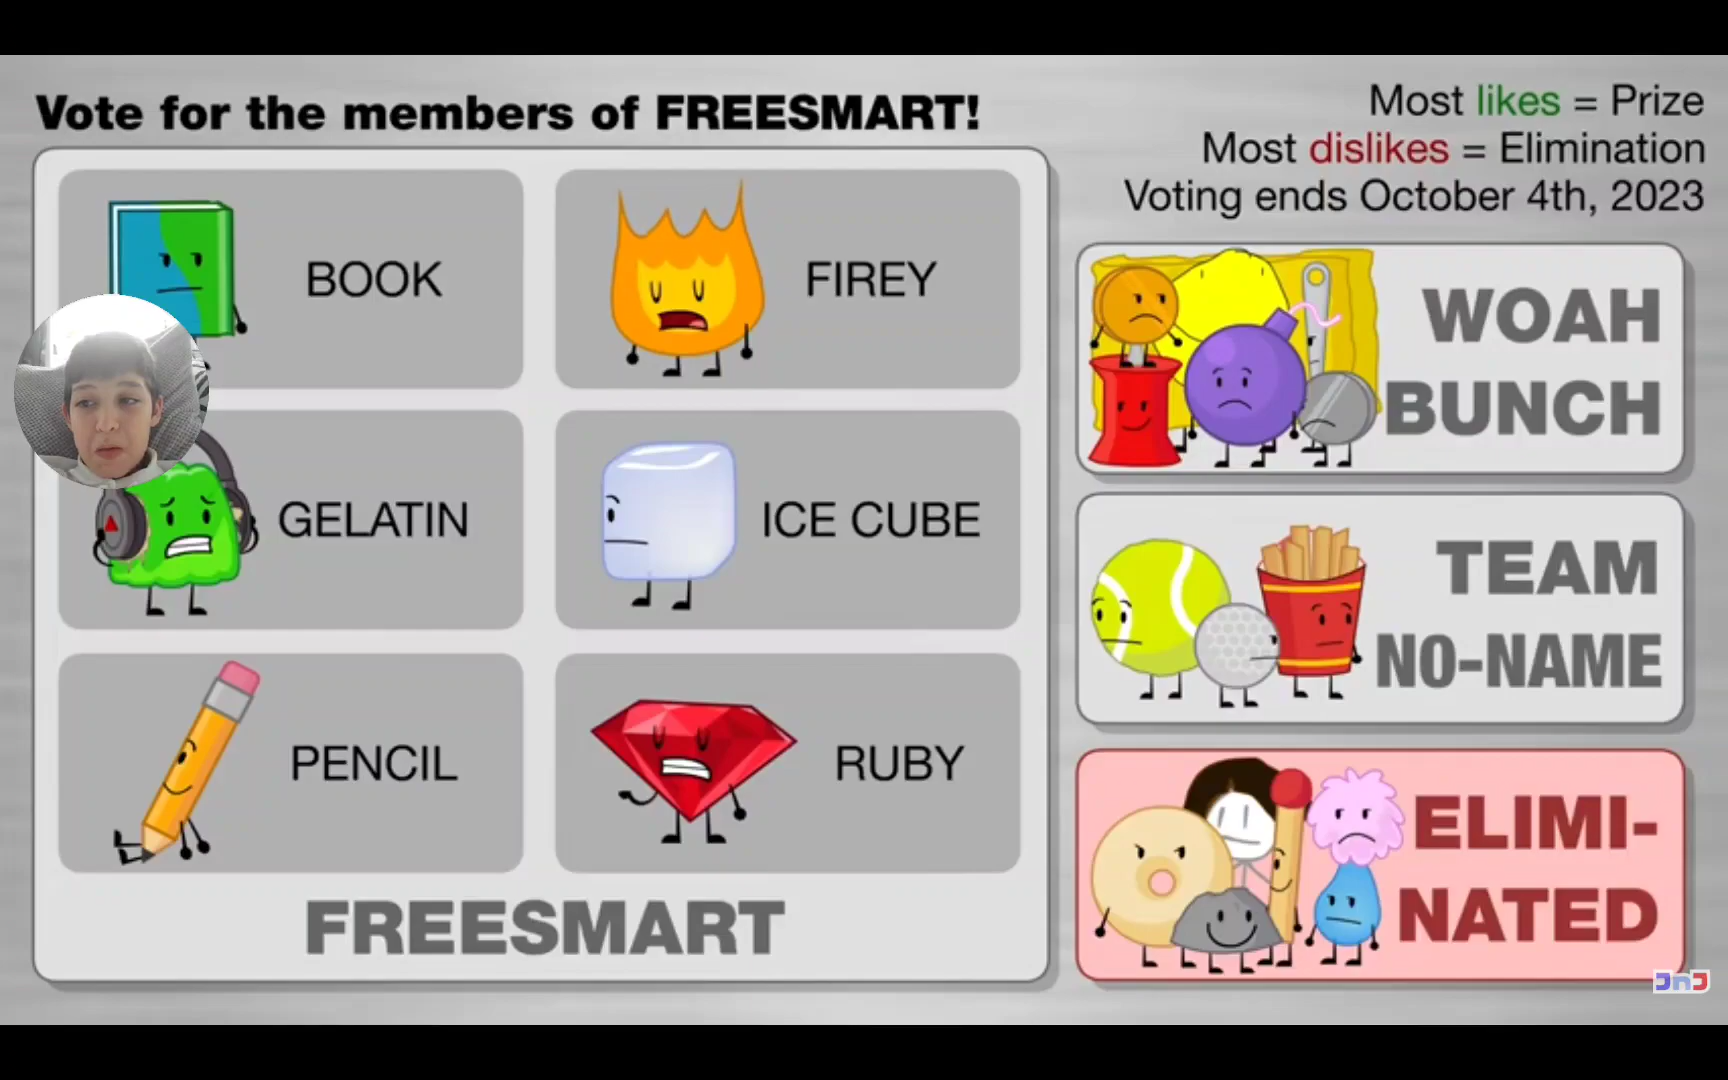 Vote for the members of FREESMART!
BOOK
FIREY
GELATIN
ICE CUBE
PENCIL
RUBY
FREESMART
Most likes = Prize
Most dislikes = Elimination
Voting ends October 4th, 2023
WOAH
BUNCH
TEAM
NO-NAME
ELIMI-
NATED
JnJ